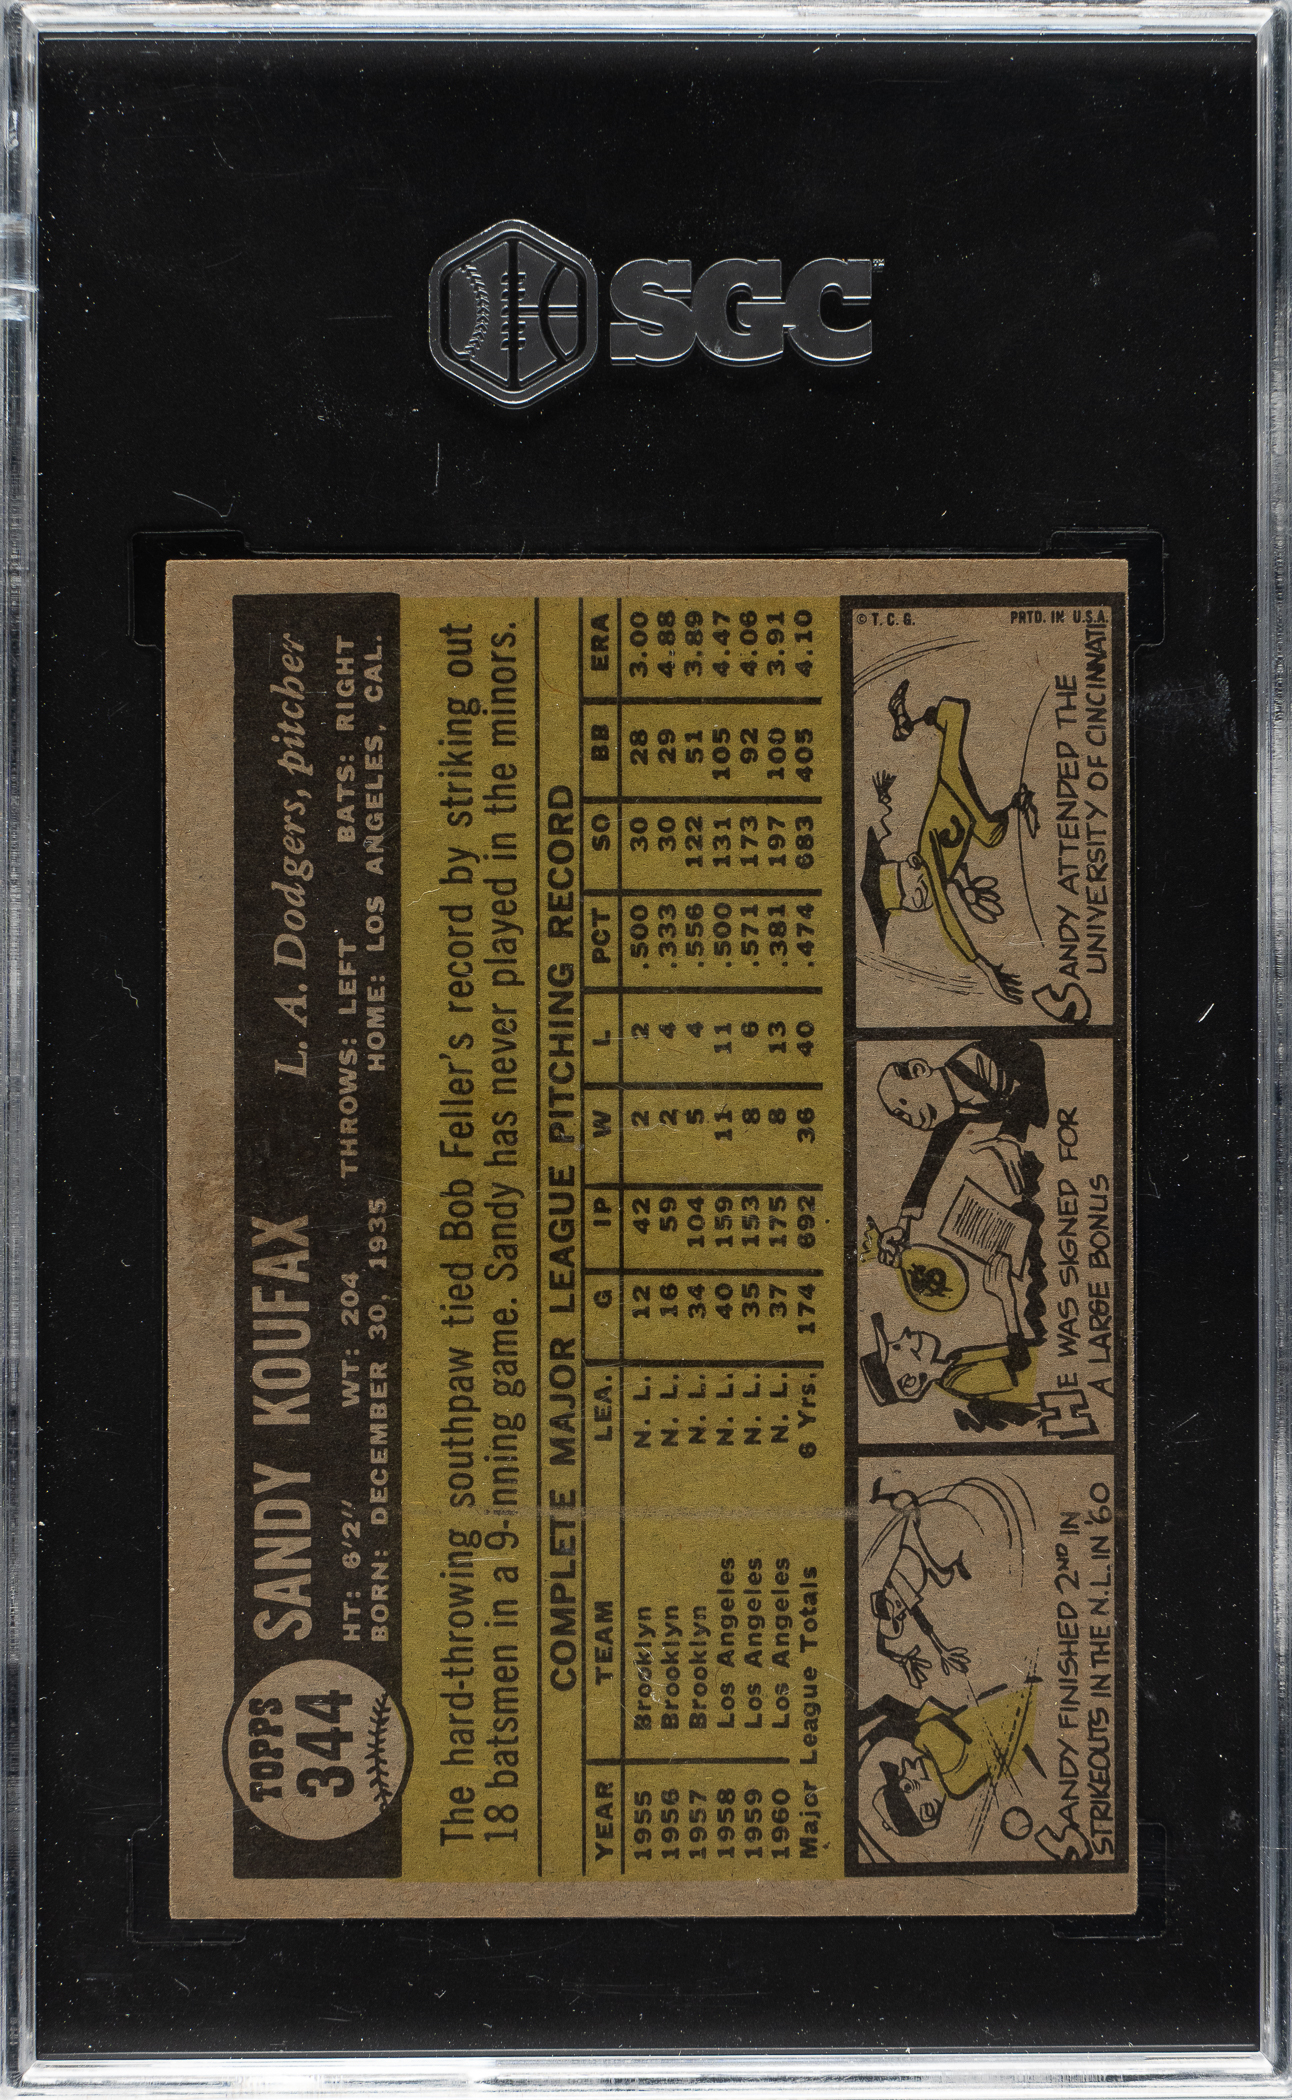 SGC
TOPPS
344
SANDY KOUFAX L. A. Dodgers, pitcher
HT: 6'2" WT: 204 THROWS: LEFT BATS: RIGHT
BORN: DECEMBER 30, 1935 HOME: LOS ANGELES, CAL.
The hard-throwing southpaw tied Bob Feller's record by striking out
18 batsmen in a 9-inning game. Sandy has never played in the minors.
COMPLETE MAJOR LEAGUE PITCHING RECORD
YEAR TEAM LEA. G IP W L PCT SO BB ERA
1955 Brooklyn N. L. 12 42 2 2 .500 30 28 3.00
1956 Brooklyn N. L. 16 59 2 4 .333 30 29 4.88
1957 Brooklyn N. L. 34 104 5 4 .556 122 51 3.89
1958 Los Angeles N. L. 40 159 11 11 .500 131 105 4.47
1959 Los Angeles N. L. 35 153 8 6 .571 173 92 4.06
1960 Los Angeles N. L. 37 175 8 13 .381 197 100 3.91
Major League Totals 6 Yrs. 174 692 36 40 .474 683 405 4.10
SANDY FINISHED 2ND IN
STRIKEOUTS IN THE N.L. IN '60
HE WAS SIGNED FOR
A LARGE BONUS
© T. C. G. PRTD. IN U.S.A.
C
SANDY ATTENDED THE
UNIVERSITY OF CINCINNATI